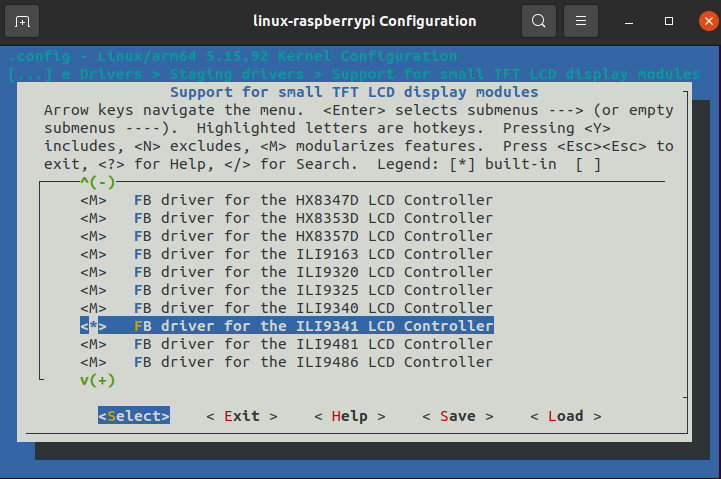 linux-raspberrypi Configuration
.config - Linux/arm64 5.15.92 Kernel Configuration
[...] e Drivers > Staging drivers > Support for small TFT LCD display modules
Support for small TFT LCD display modules
Arrow keys navigate the menu.  <Enter> selects submenus ---> (or empty
submenus ----).  Highlighted letters are hotkeys.  Pressing <Y>
includes, <N> excludes, <M> modularizes features.  Press <Esc><Esc> to
exit, <?> for Help, </> for Search.  Legend: [*] built-in  [ ]
^(-)
<M>   FB driver for the HX8347D LCD Controller
<M>   FB driver for the HX8353D LCD Controller
<M>   FB driver for the HX8357D LCD Controller
<M>   FB driver for the ILI9163 LCD Controller
<M>   FB driver for the ILI9320 LCD Controller
<M>   FB driver for the ILI9325 LCD Controller
<M>   FB driver for the ILI9340 LCD Controller
<*>   FB driver for the ILI9341 LCD Controller
<M>   FB driver for the ILI9481 LCD Controller
<M>   FB driver for the ILI9486 LCD Controller
v(+)
<Select>    < Exit >    < Help >    < Save >    < Load >